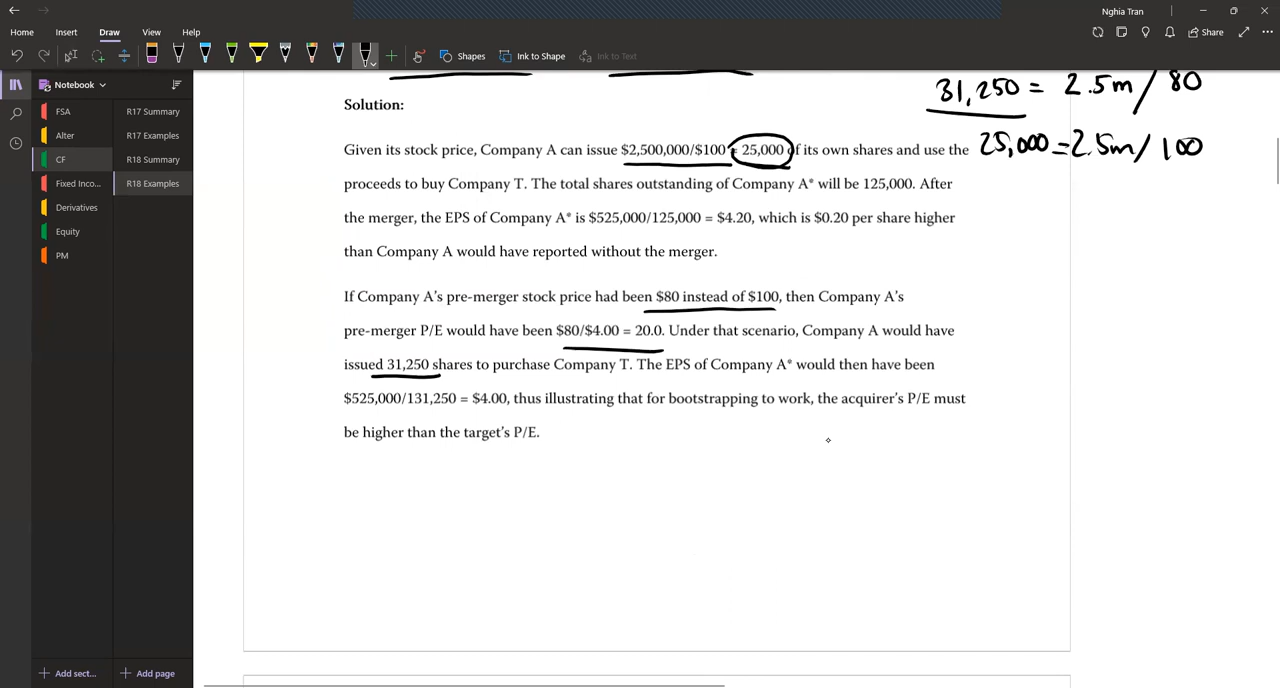 Nghia Tran
Home Insert Draw View Help Share
Shapes Ink to Shape Ink to Text
Notebook
FSA
Alter
CF
Fixed Inco...
Derivatives
Equity
PM
R17 Summary
R17 Examples
R18 Summary
R18 Examples
Add sect...
Add page
31,250 = 2.5m / 80
25,000 = 2.5m / 100
Solution:
Given its stock price, Company A can issue $2,500,000/$100 = 25,000 of its own shares and use the
proceeds to buy Company T. The total shares outstanding of Company A* will be 125,000. After
the merger, the EPS of Company A* is $525,000/125,000 = $4.20, which is $0.20 per share higher
than Company A would have reported without the merger.
If Company A’s pre-merger stock price had been $80 instead of $100, then Company A’s
pre-merger P/E would have been $80/$4.00 = 20.0. Under that scenario, Company A would have
issued 31,250 shares to purchase Company T. The EPS of Company A* would then have been
$525,000/131,250 = $4.00, thus illustrating that for bootstrapping to work, the acquirer’s P/E must
be higher than the target’s P/E.